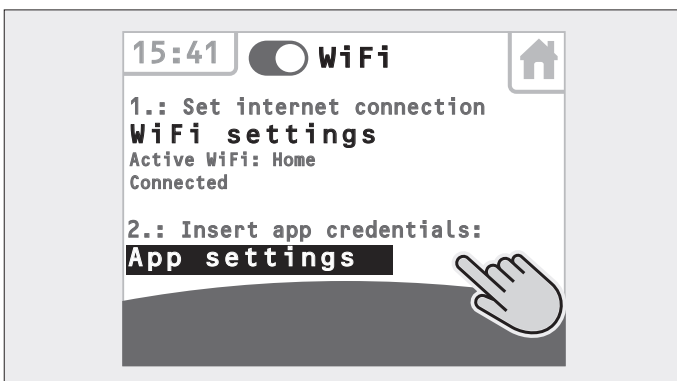 15:41 WiFi
1.: Set internet connection
WiFi settings
Active WiFi: Home
Connected
2.: Insert app credentials:
App settings